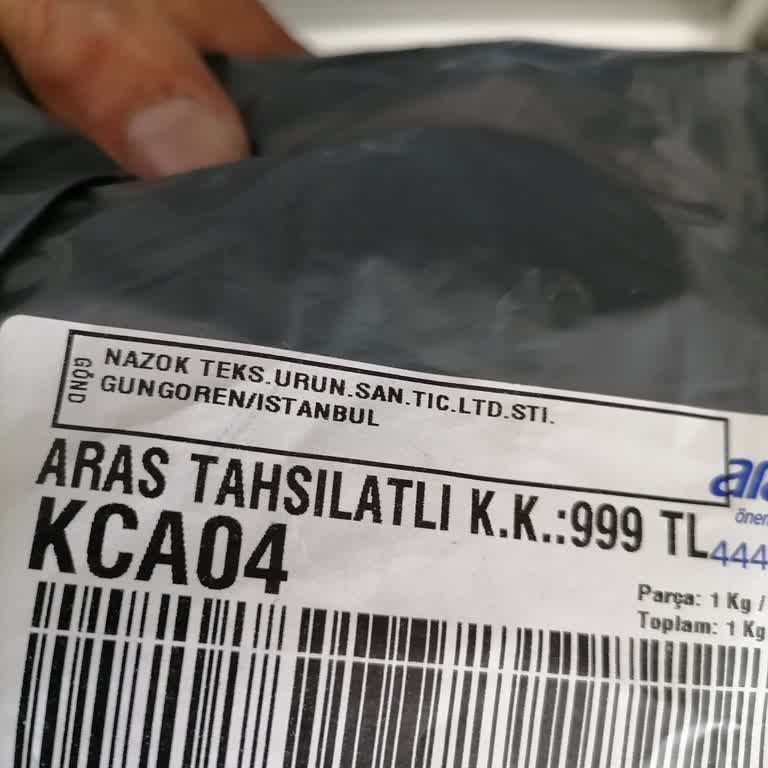 GÖND
NAZOK TEKS.URUN.SAN.TIC.LTD.STI.
GUNGOREN/ISTANBUL
ARAS TAHSILATLI K.K.:999 TL
KCA04
444
Parça: 1 Kg /
Toplam: 1 Kg